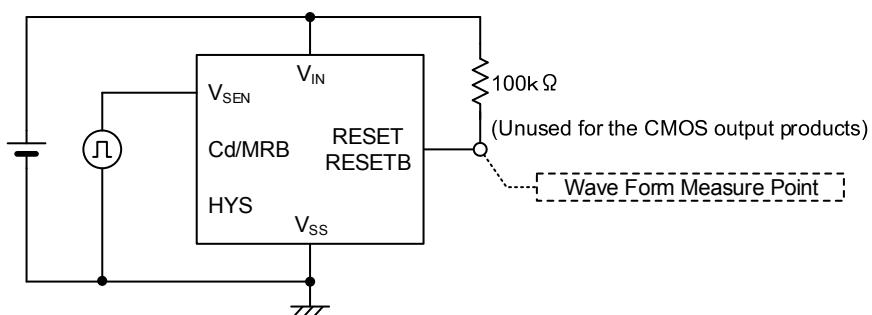 V_IN
V_SEN
100kΩ
(Unused for the CMOS output products)
RESET
Cd/MRB
RESETB
Wave Form Measure Point
HYS
V_SS